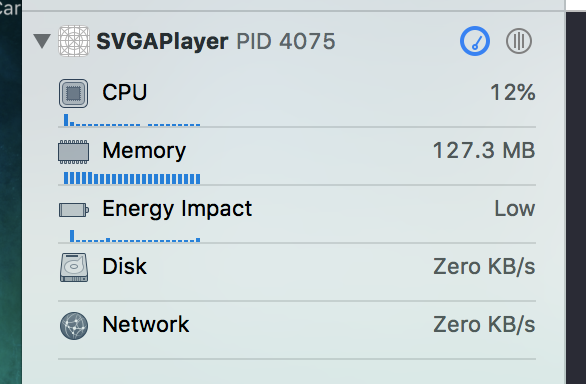 Car
SVGAPlayer PID 4075
CPU 12%
Memory 127.3 MB
Energy Impact Low
Disk Zero KB/s
Network Zero KB/s